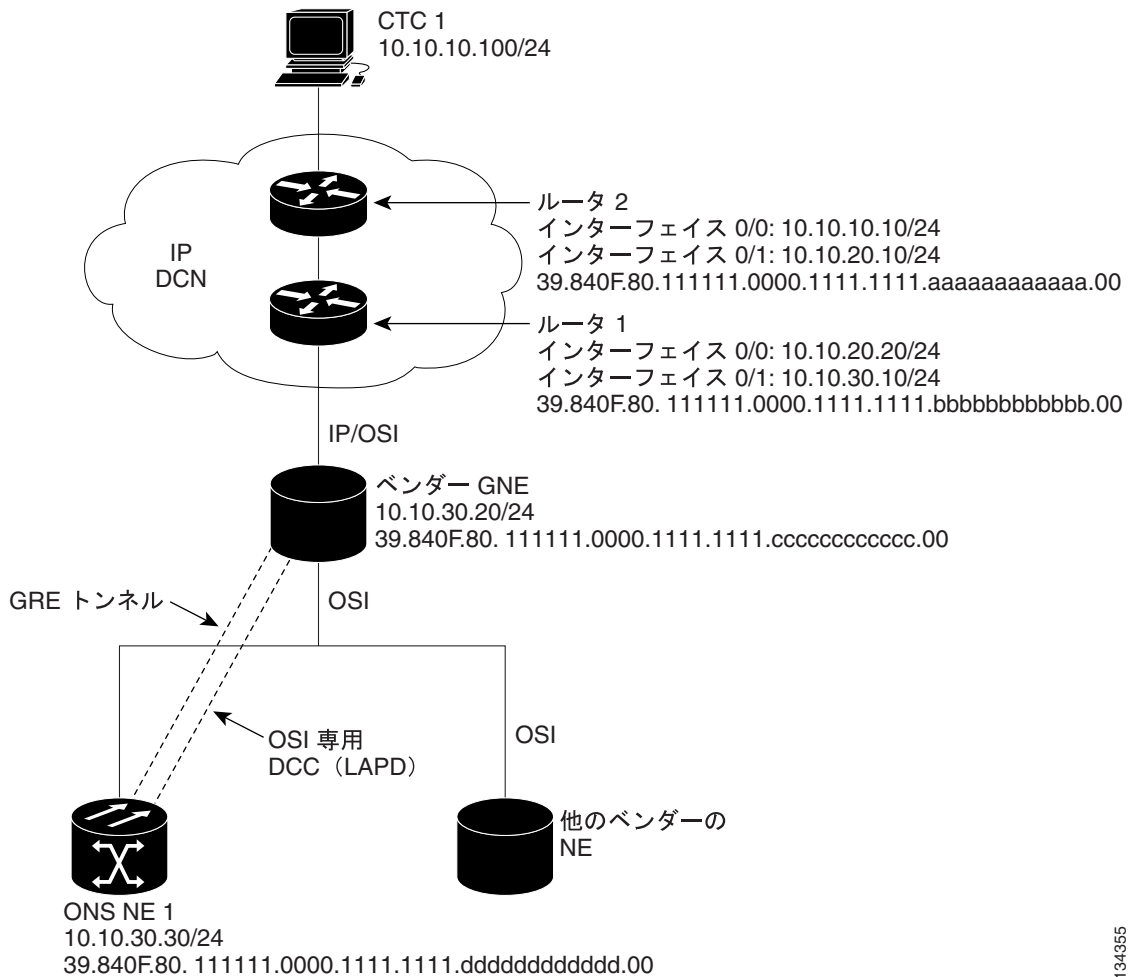 CTC 1
10.10.10.100/24
ルータ 2
インターフェイス 0/0: 10.10.10.10/24
インターフェイス 0/1: 10.10.20.10/24
39.840F.80.111111.0000.1111.1111.aaaaaaaaaaaa.00
IP
DCN
ルータ 1
インターフェイス 0/0: 10.10.20.20/24
インターフェイス 0/1: 10.10.30.10/24
39.840F.80. 111111.0000.1111.1111.bbbbbbbbbbbb.00
IP/OSI
ベンダー GNE
10.10.30.20/24
39.840F.80. 111111.0000.1111.1111.cccccccccccc.00
GRE トンネル
OSI
OSI 専用
DCC（LAPD）
OSI
他のベンダーの
NE
ONS NE 1
10.10.30.30/24
39.840F.80. 111111.0000.1111.1111.dddddddddddd.00
134355